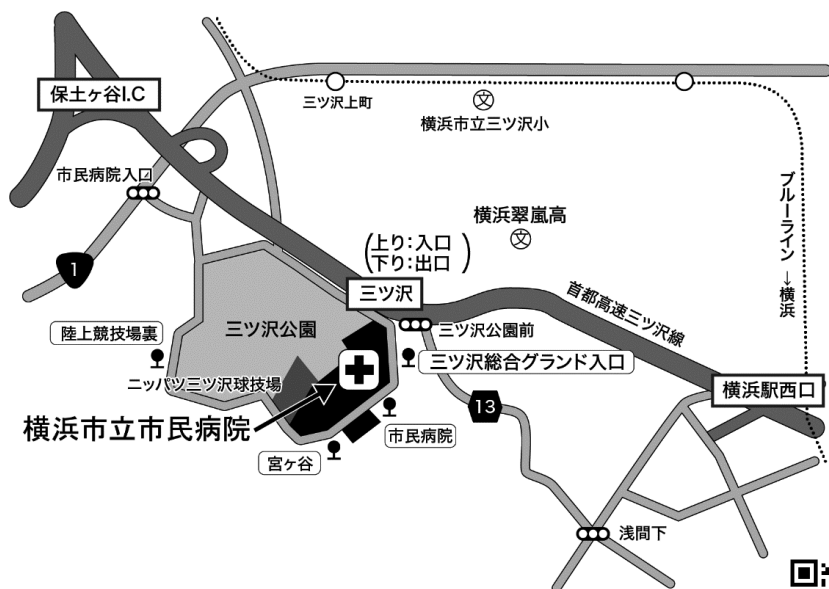 保土ヶ谷I.C
三ツ沢上町
横浜市立三ツ沢小
文
市民病院入口
ブルーライン →横浜
横浜翠嵐高
文
1
(上り：入口
下り：出口)
三ツ沢
首都高速三ツ沢線
三ツ沢公園
三ツ沢公園前
陸上競技場裏
三ツ沢総合グランド入口
ニッパツ三ツ沢球技場
横浜駅西口
13
横浜市立市民病院
市民病院
宮ヶ谷
浅間下